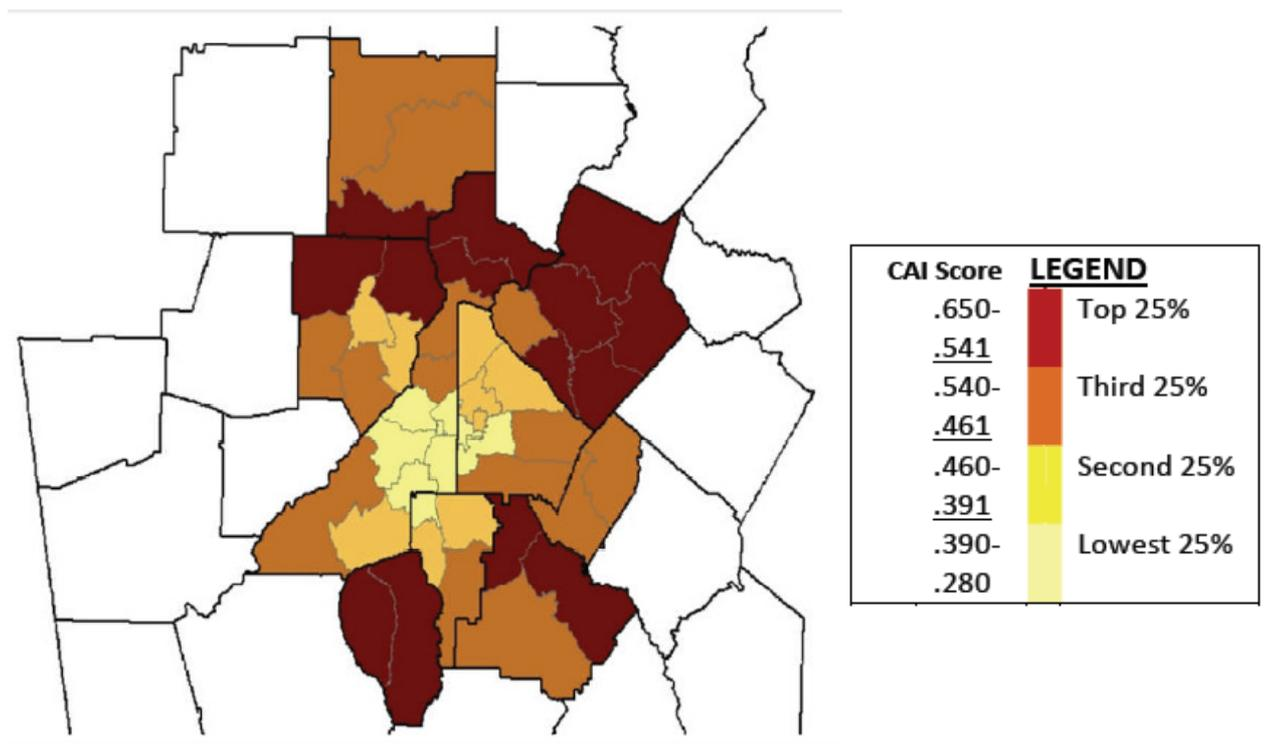 CAI Score LEGEND
.650- Top 25%
.541
.540- Third 25%
.461
.460- Second 25%
.391
.390- Lowest 25%
.280